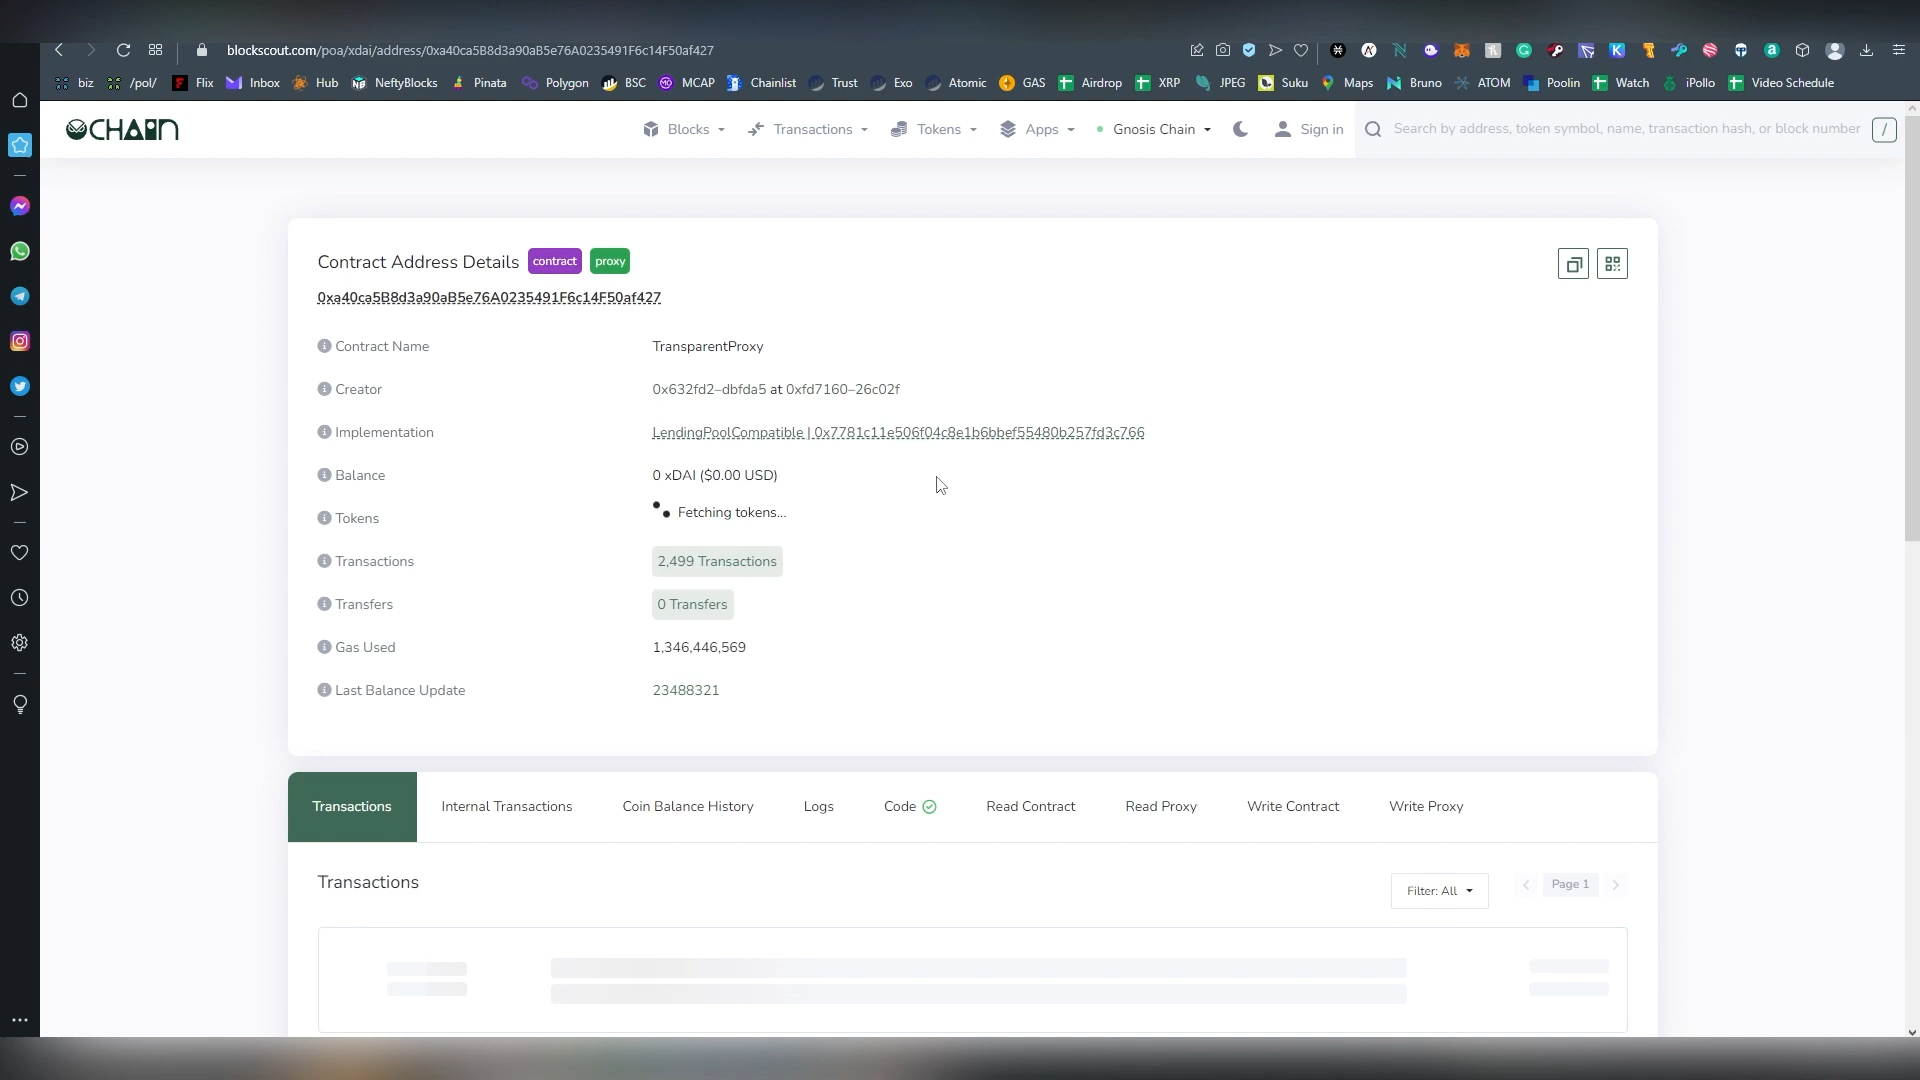 blockscout.com/poa/xdai/address/0xa40ca5B8d3a90aB5e76A0235491F6c14F50af427
biz /pol/ Flix Inbox Hub NeftyBlocks Pinata Polygon BSC MCAP Chainlist Trust Exo Atomic GAS Airdrop XRP JPEG Suku Maps Bruno ATOM Poolin Watch iPollo Video Schedule
OCHAIN Blocks Transactions Tokens Apps Gnosis Chain Sign in Search by address, token symbol, name, transaction hash, or block number /
Contract Address Details contract proxy
0xa40ca5B8d3a90aB5e76A0235491F6c14F50af427
Contract Name TransparentProxy
Creator 0x632fd2–dbfda5 at 0xfd7160–26c02f
Implementation LendingPoolCompatible | 0x7781c11e506f04c8e1b6bbef55480b257fd3c766
Balance 0 xDAI ($0.00 USD)
Tokens Fetching tokens...
Transactions 2,499 Transactions
Transfers 0 Transfers
Gas Used 1,346,446,569
Last Balance Update 23488321
Transactions Internal Transactions Coin Balance History Logs Code Read Contract Read Proxy Write Contract Write Proxy
Transactions
Filter: All Page 1